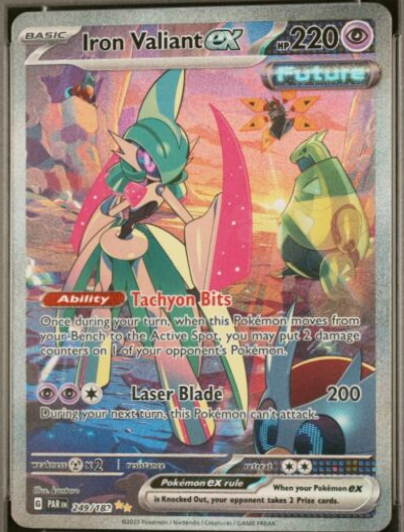 BASIC Iron Valiant ex HP 220
Future
Ability Tachyon Bits
Once during your turn, when this Pokémon moves from
your Bench to the Active Spot, you may put 2 damage
counters on 1 of your opponent's Pokémon.
Laser Blade 200
During your next turn, this Pokémon can't attack.
weakness ×2 resistance retreat
Pokémon ex rule
When your Pokémon ex
is Knocked Out, your opponent takes 2 Prize cards.
Illus.
G PAR EN 249/182
©2023 Pokémon / Nintendo / Creatures / GAME FREAK